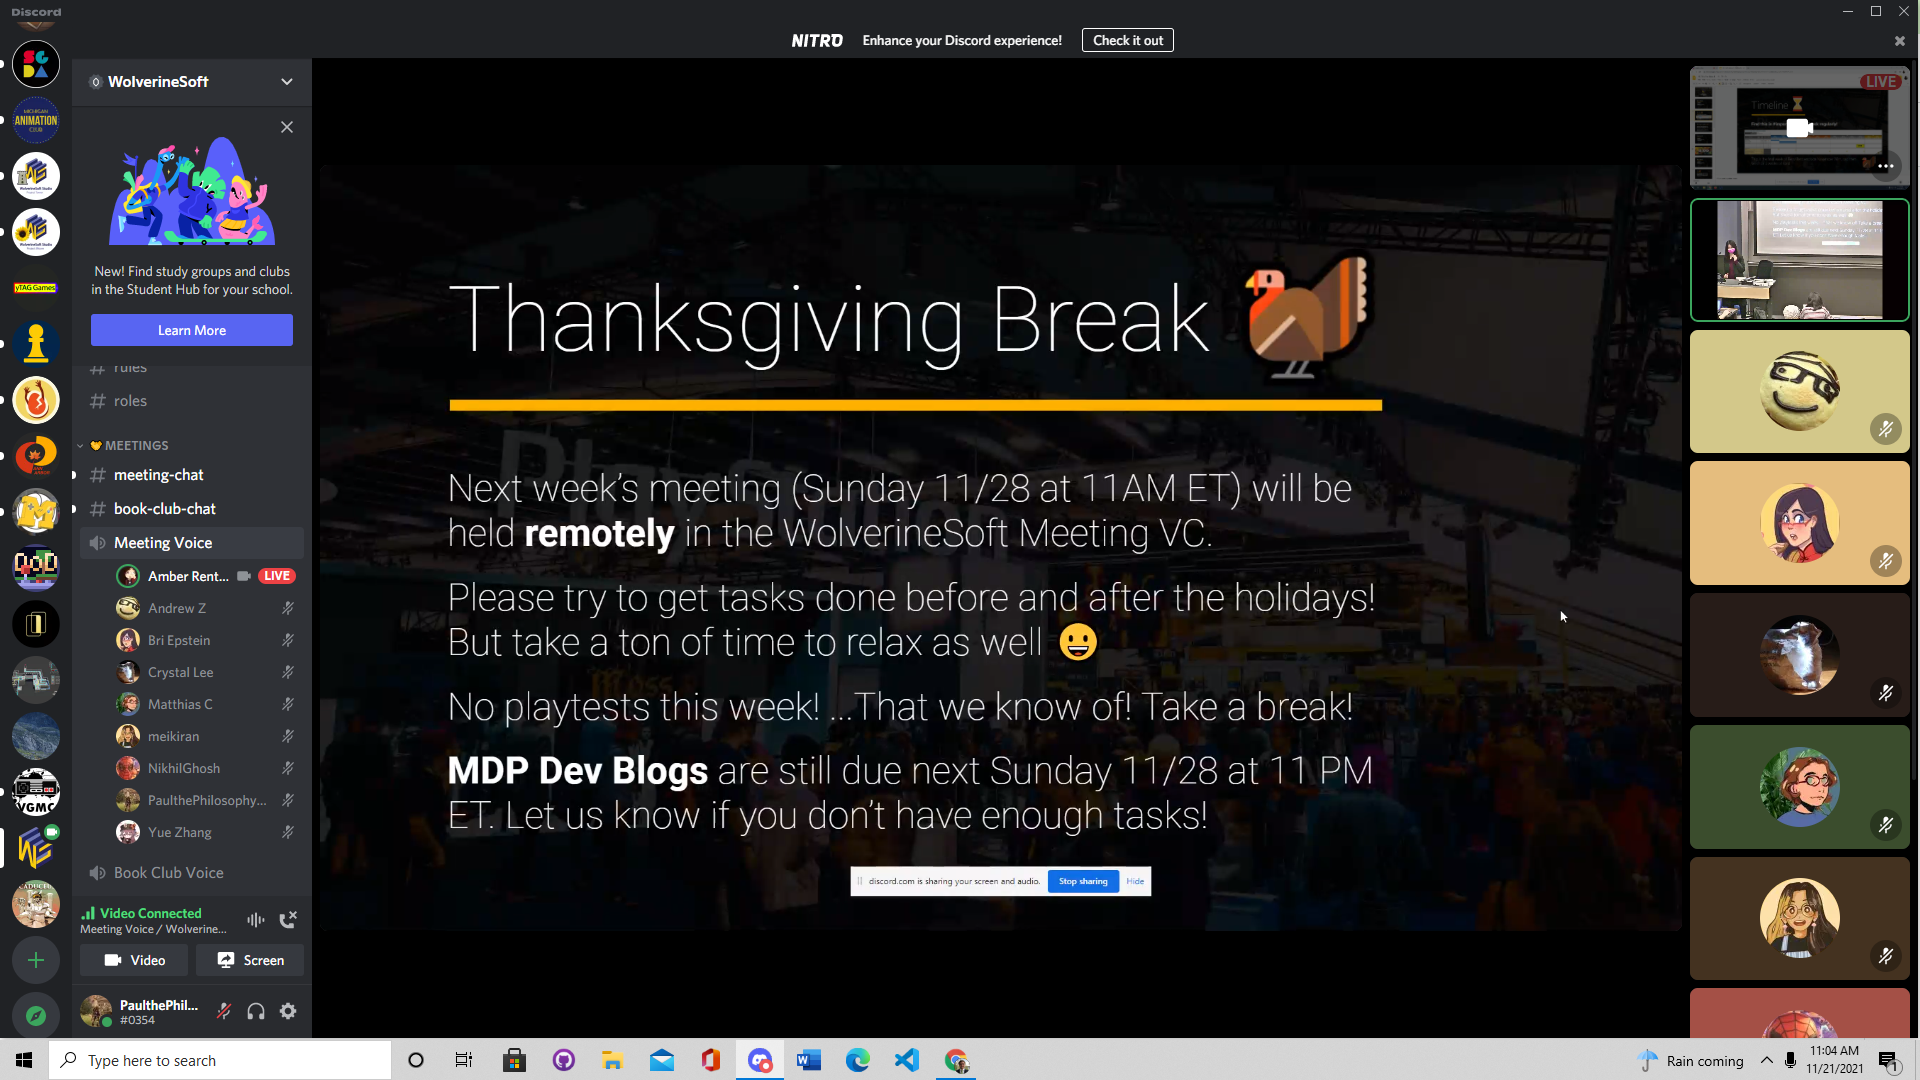 Discord
NITRO Enhance your Discord experience! Check it out
WolverineSoft
New! Find study groups and clubs
in the Student Hub for your school.
Learn More
rules
roles
MEETINGS
meeting-chat
book-club-chat
Meeting Voice
Amber Rent... LIVE
Andrew Z
Bri Epstein
Crystal Lee
Matthias C
meikiran
NikhilGhosh
PaulthePhilosophy...
Yue Zhang
Book Club Voice
Video Connected
Meeting Voice / Wolverine...
Video Screen
PaulthePhil...
#0354
MICHIGAN
ANIMATION
CLUB
yTAG Games
VGMC
Thanksgiving Break
Next week's meeting (Sunday 11/28 at 11AM ET) will be
held remotely in the WolverineSoft Meeting VC.
Please try to get tasks done before and after the holidays!
But take a ton of time to relax as well 😀
No playtests this week! ...That we know of! Take a break!
MDP Dev Blogs are still due next Sunday 11/28 at 11 PM
ET. Let us know if you don't have enough tasks!
discord.com is sharing your screen and audio. Stop sharing Hide
LIVE
Timeline
Type here to search
Rain coming
11:04 AM
11/21/2021
1